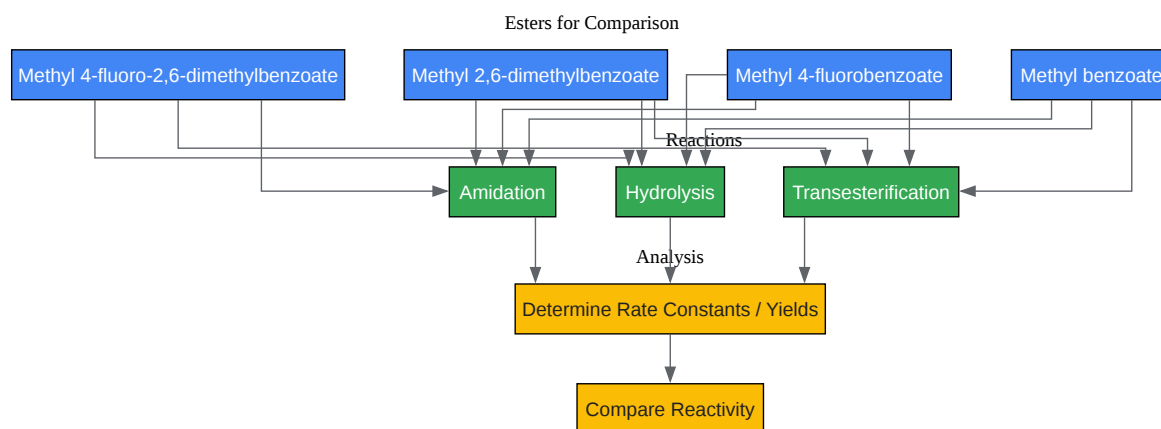 Esters for Comparison
Methyl 4-fluoro-2,6-dimethylbenzoate
Methyl 2,6-dimethylbenzoate
Methyl 4-fluorobenzoate
Methyl benzoate
Reactions
Amidation
Hydrolysis
Transesterification
Analysis
Determine Rate Constants / Yields
Compare Reactivity